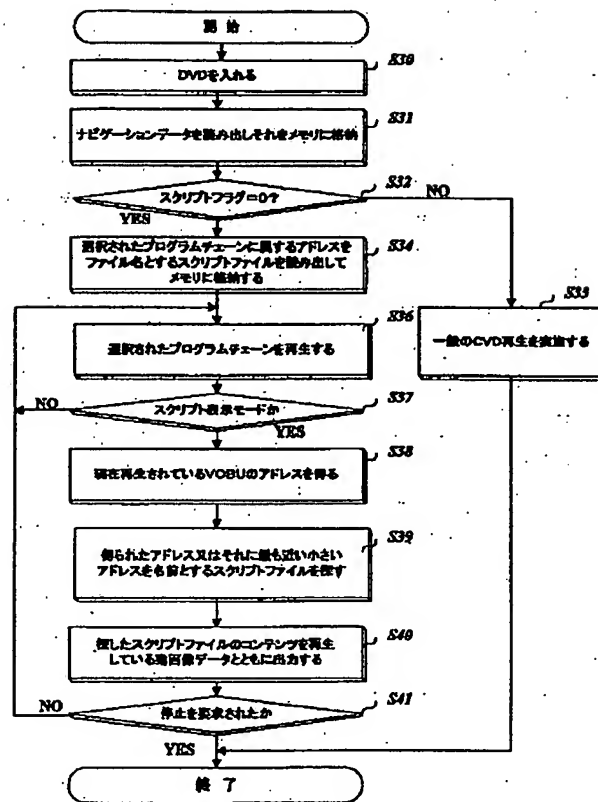 開始
DVDを入れる
S30
ナビゲーションデータを読み出しそれをメモリに格納
S31
スクリプトフラグ=0?
S32
NO
YES
選択されたプログラムチェーンに属するアドレスを
ファイル名とするスクリプトファイルを読み出して
メモリに格納する
S34
一般のCVD再生を実施する
S33
選択されたプログラムチェーンを再生する
S36
スクリプト表示モードか
S37
NO
YES
現在再生されているVOBUのアドレスを得る
S38
得られたアドレス又はそれに最も近い小さい
アドレスを名前とするスクリプトファイルを探す
S39
探したスクリプトファイルのコンテンツを再生
している動画像データとともに出力する
S40
停止を要求されたか
S41
NO
YES
終了